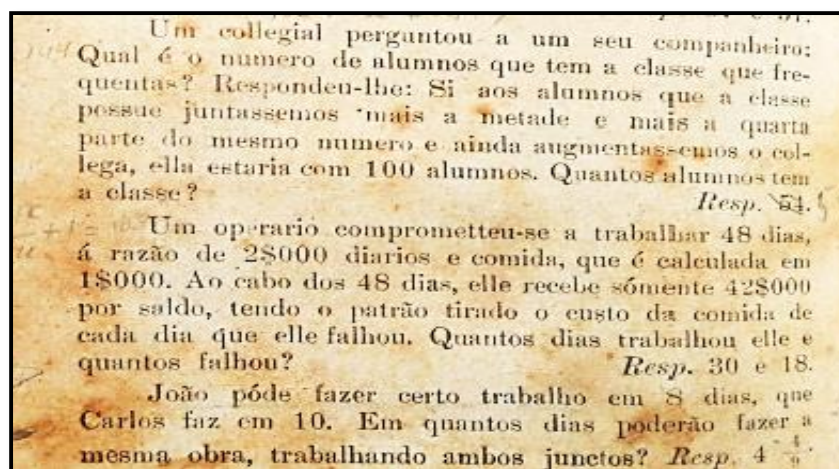 Um collegial perguntou a um seu companheiro:
Qual é o numero de alumnos que tem a classe que fre-
quentas? Respondeu-lhe: Si aos alumnos que a classe
possue juntassemos mais a metade e mais a quarta
parte do mesmo numero e ainda augmentassemos o col-
lega, ella estaria com 100 alumnos. Quantos alumnos tem
a classe? Resp. 54.
Um operario comprometteu-se a trabalhar 48 dias,
á razão de 2$000 diarios e comida, que é calculada em
1$000. Ao cabo dos 48 dias, elle recebe sómente 42$000
por saldo, tendo o patrão tirado o custo da comida de
cada dia que elle falhou. Quantos dias trabalhou elle e
quantos falhou? Resp. 30 e 18.
João póde fazer certo trabalho em 8 dias, que
Carlos faz em 10. Em quantos dias poderão fazer a
mesma obra, trabalhando ambos junctos? Resp. 4